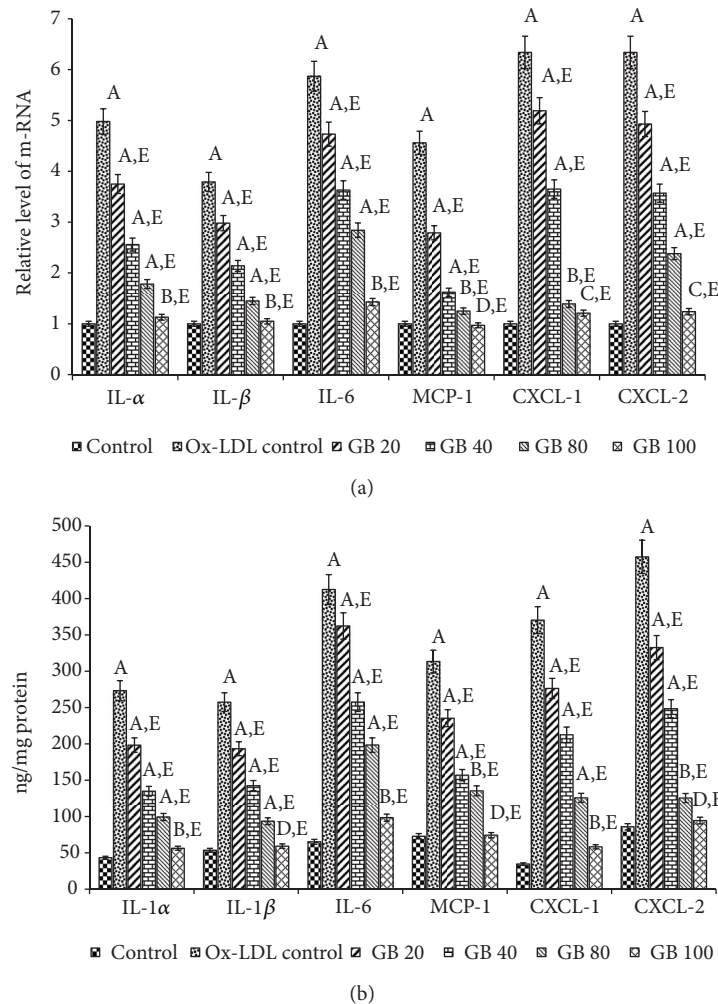 7
6
5
4
3
2
1
0
Relative level of m-RNA
A
A,E
A,E
A,E
B,E
A
A,E
A,E
A,E
B,E
A
A,E
A,E
A,E
B,E
A
A,E
A,E
B,E
D,E
A
A,E
A,E
B,E
C,E
A
A,E
A,E
A,E
C,E
IL-α IL-β IL-6 MCP-1 CXCL-1 CXCL-2
Control Ox-LDL control GB 20 GB 40 GB 80 GB 100
(a)
500
450
400
350
300
250
200
150
100
50
0
ng/mg protein
A
A,E
A,E
A,E
B,E
A
A,E
A,E
A,E
D,E
A
A,E
A,E
A,E
B,E
A
A,E
A,E
B,E
D,E
A
A,E
A,E
A,E
B,E
A
A,E
A,E
B,E
D,E
IL-1α IL-1β IL-6 MCP-1 CXCL-1 CXCL-2
Control Ox-LDL control GB 20 GB 40 GB 80 GB 100
(b)